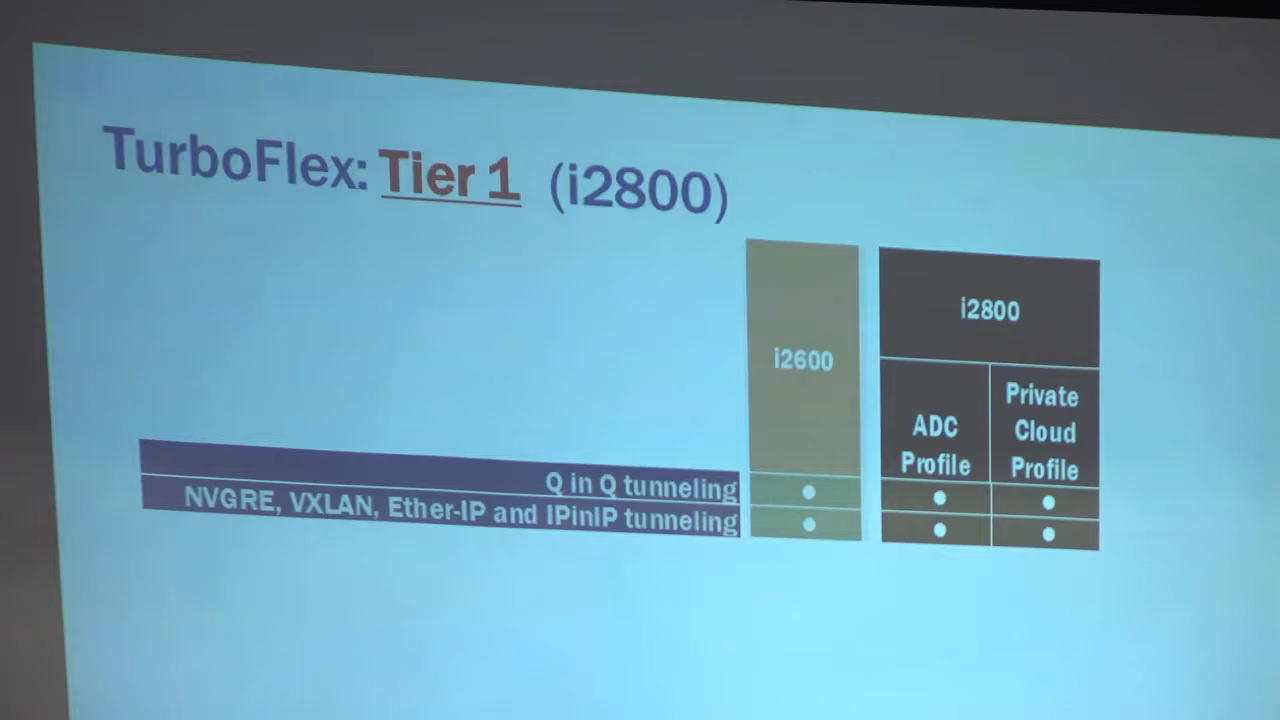 TurboFlex: Tier 1 (i2800)
i2600
i2800
ADC
Profile
Private
Cloud
Profile
Q in Q tunneling
NVGRE, VXLAN, Ether-IP and IPinIP tunneling